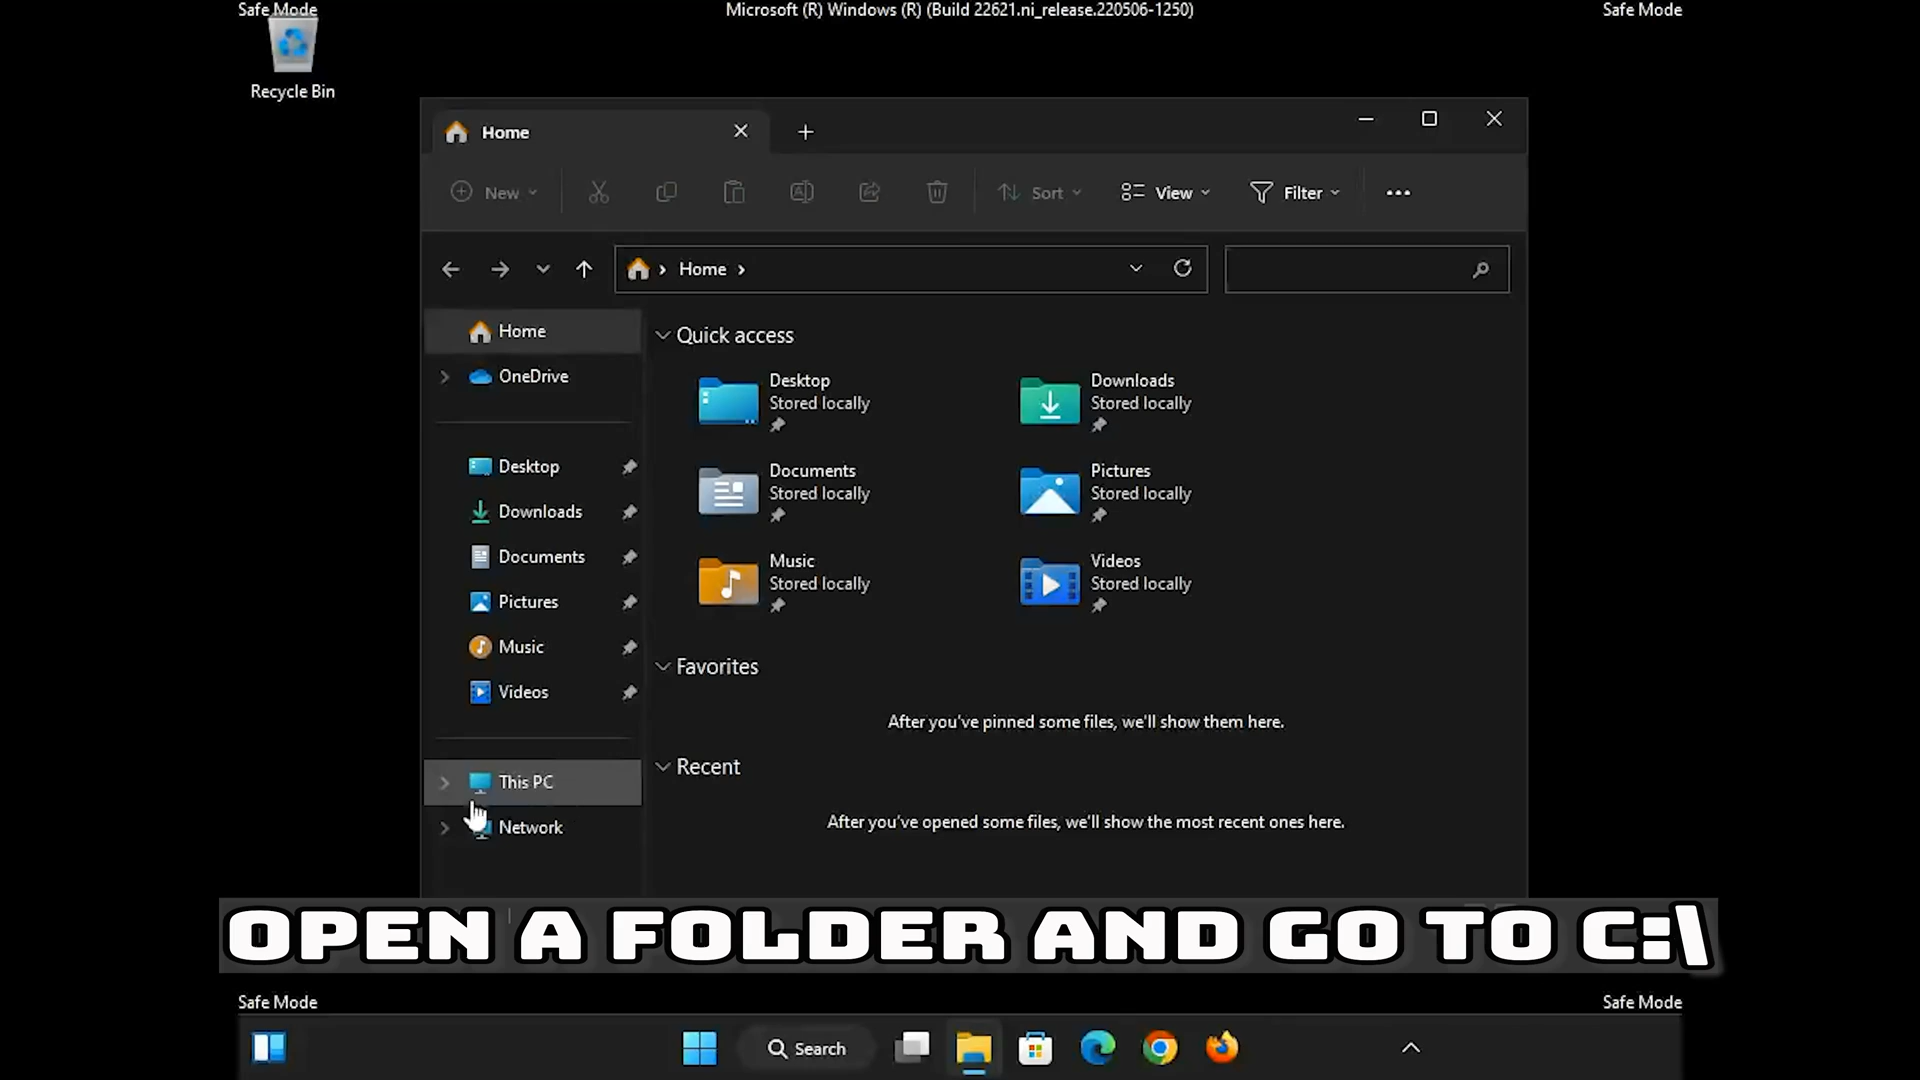 Safe Mode
Microsoft (R) Windows (R) (Build 22621.ni_release.220506-1250)
Safe Mode
Recycle Bin
Home
New
Sort
View
Filter
Home
Home
OneDrive
Desktop
Downloads
Documents
Pictures
Music
Videos
This PC
Network
Quick access
Desktop
Stored locally
Downloads
Stored locally
Documents
Stored locally
Pictures
Stored locally
Music
Stored locally
Videos
Stored locally
Favorites
After you've pinned some files, we'll show them here.
Recent
After you've opened some files, we'll show the most recent ones here.
OPEN A FOLDER AND GO TO C:\
Safe Mode
Safe Mode
Search